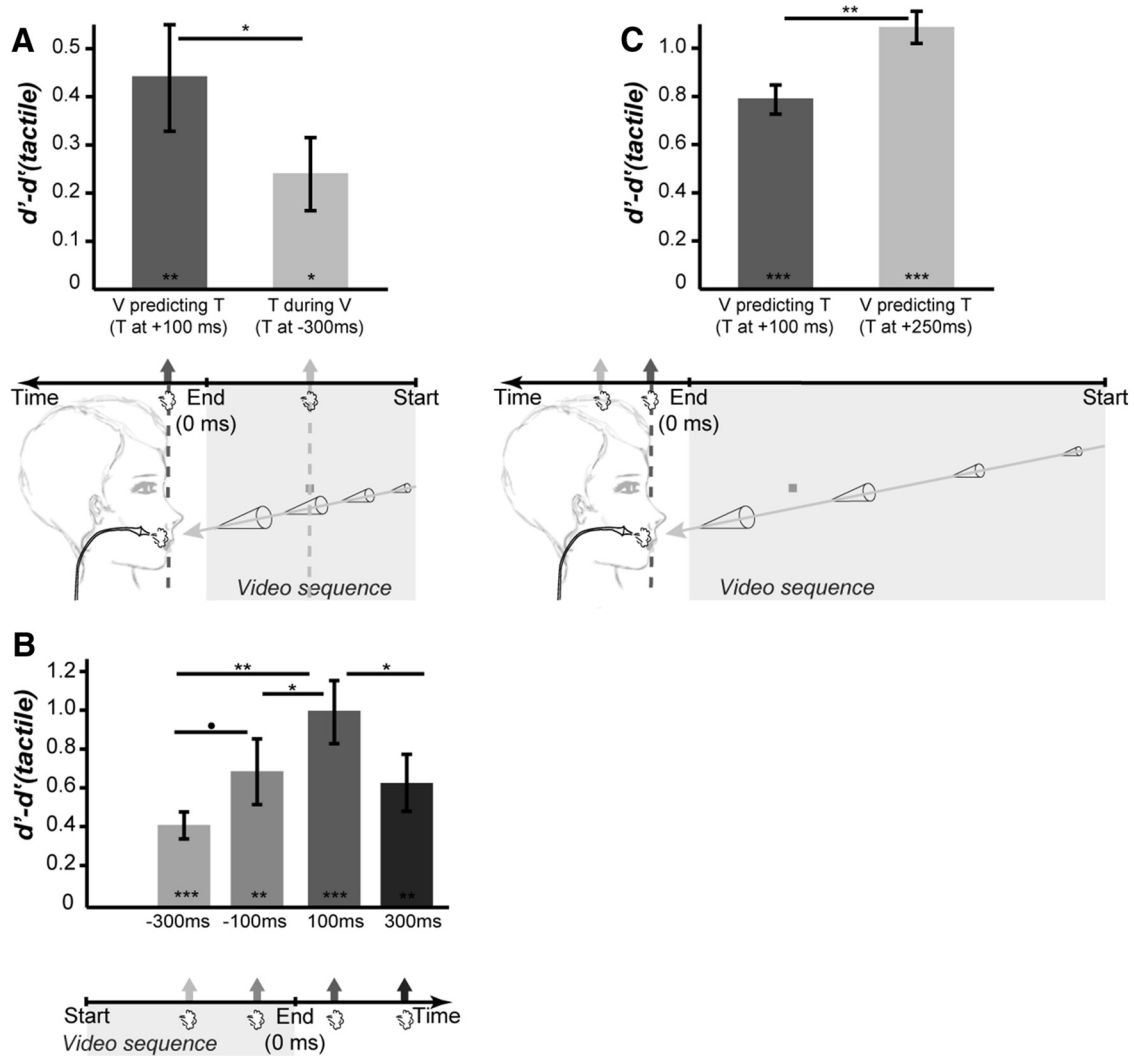 A
d'-d'(tactile)
0.5
0.4
0.3
0.2
0.1
0
*
** *
V predicting T T during V
(T at +100 ms) (T at -300ms)
Time End Start
(0 ms)
Video sequence
C
d'-d'(tactile)
1.0
0.8
0.6
0.4
0.2
0
**
*** ***
V predicting T V predicting T
(T at +100 ms) (T at +250ms)
Time End Start
(0 ms)
Video sequence
B
d'-d'(tactile)
1.2
1.0
0.8
0.6
0.4
0.2
0
** *
*
•
*** ** *** **
-300ms -100ms 100ms 300ms
Start End Time
Video sequence (0 ms)